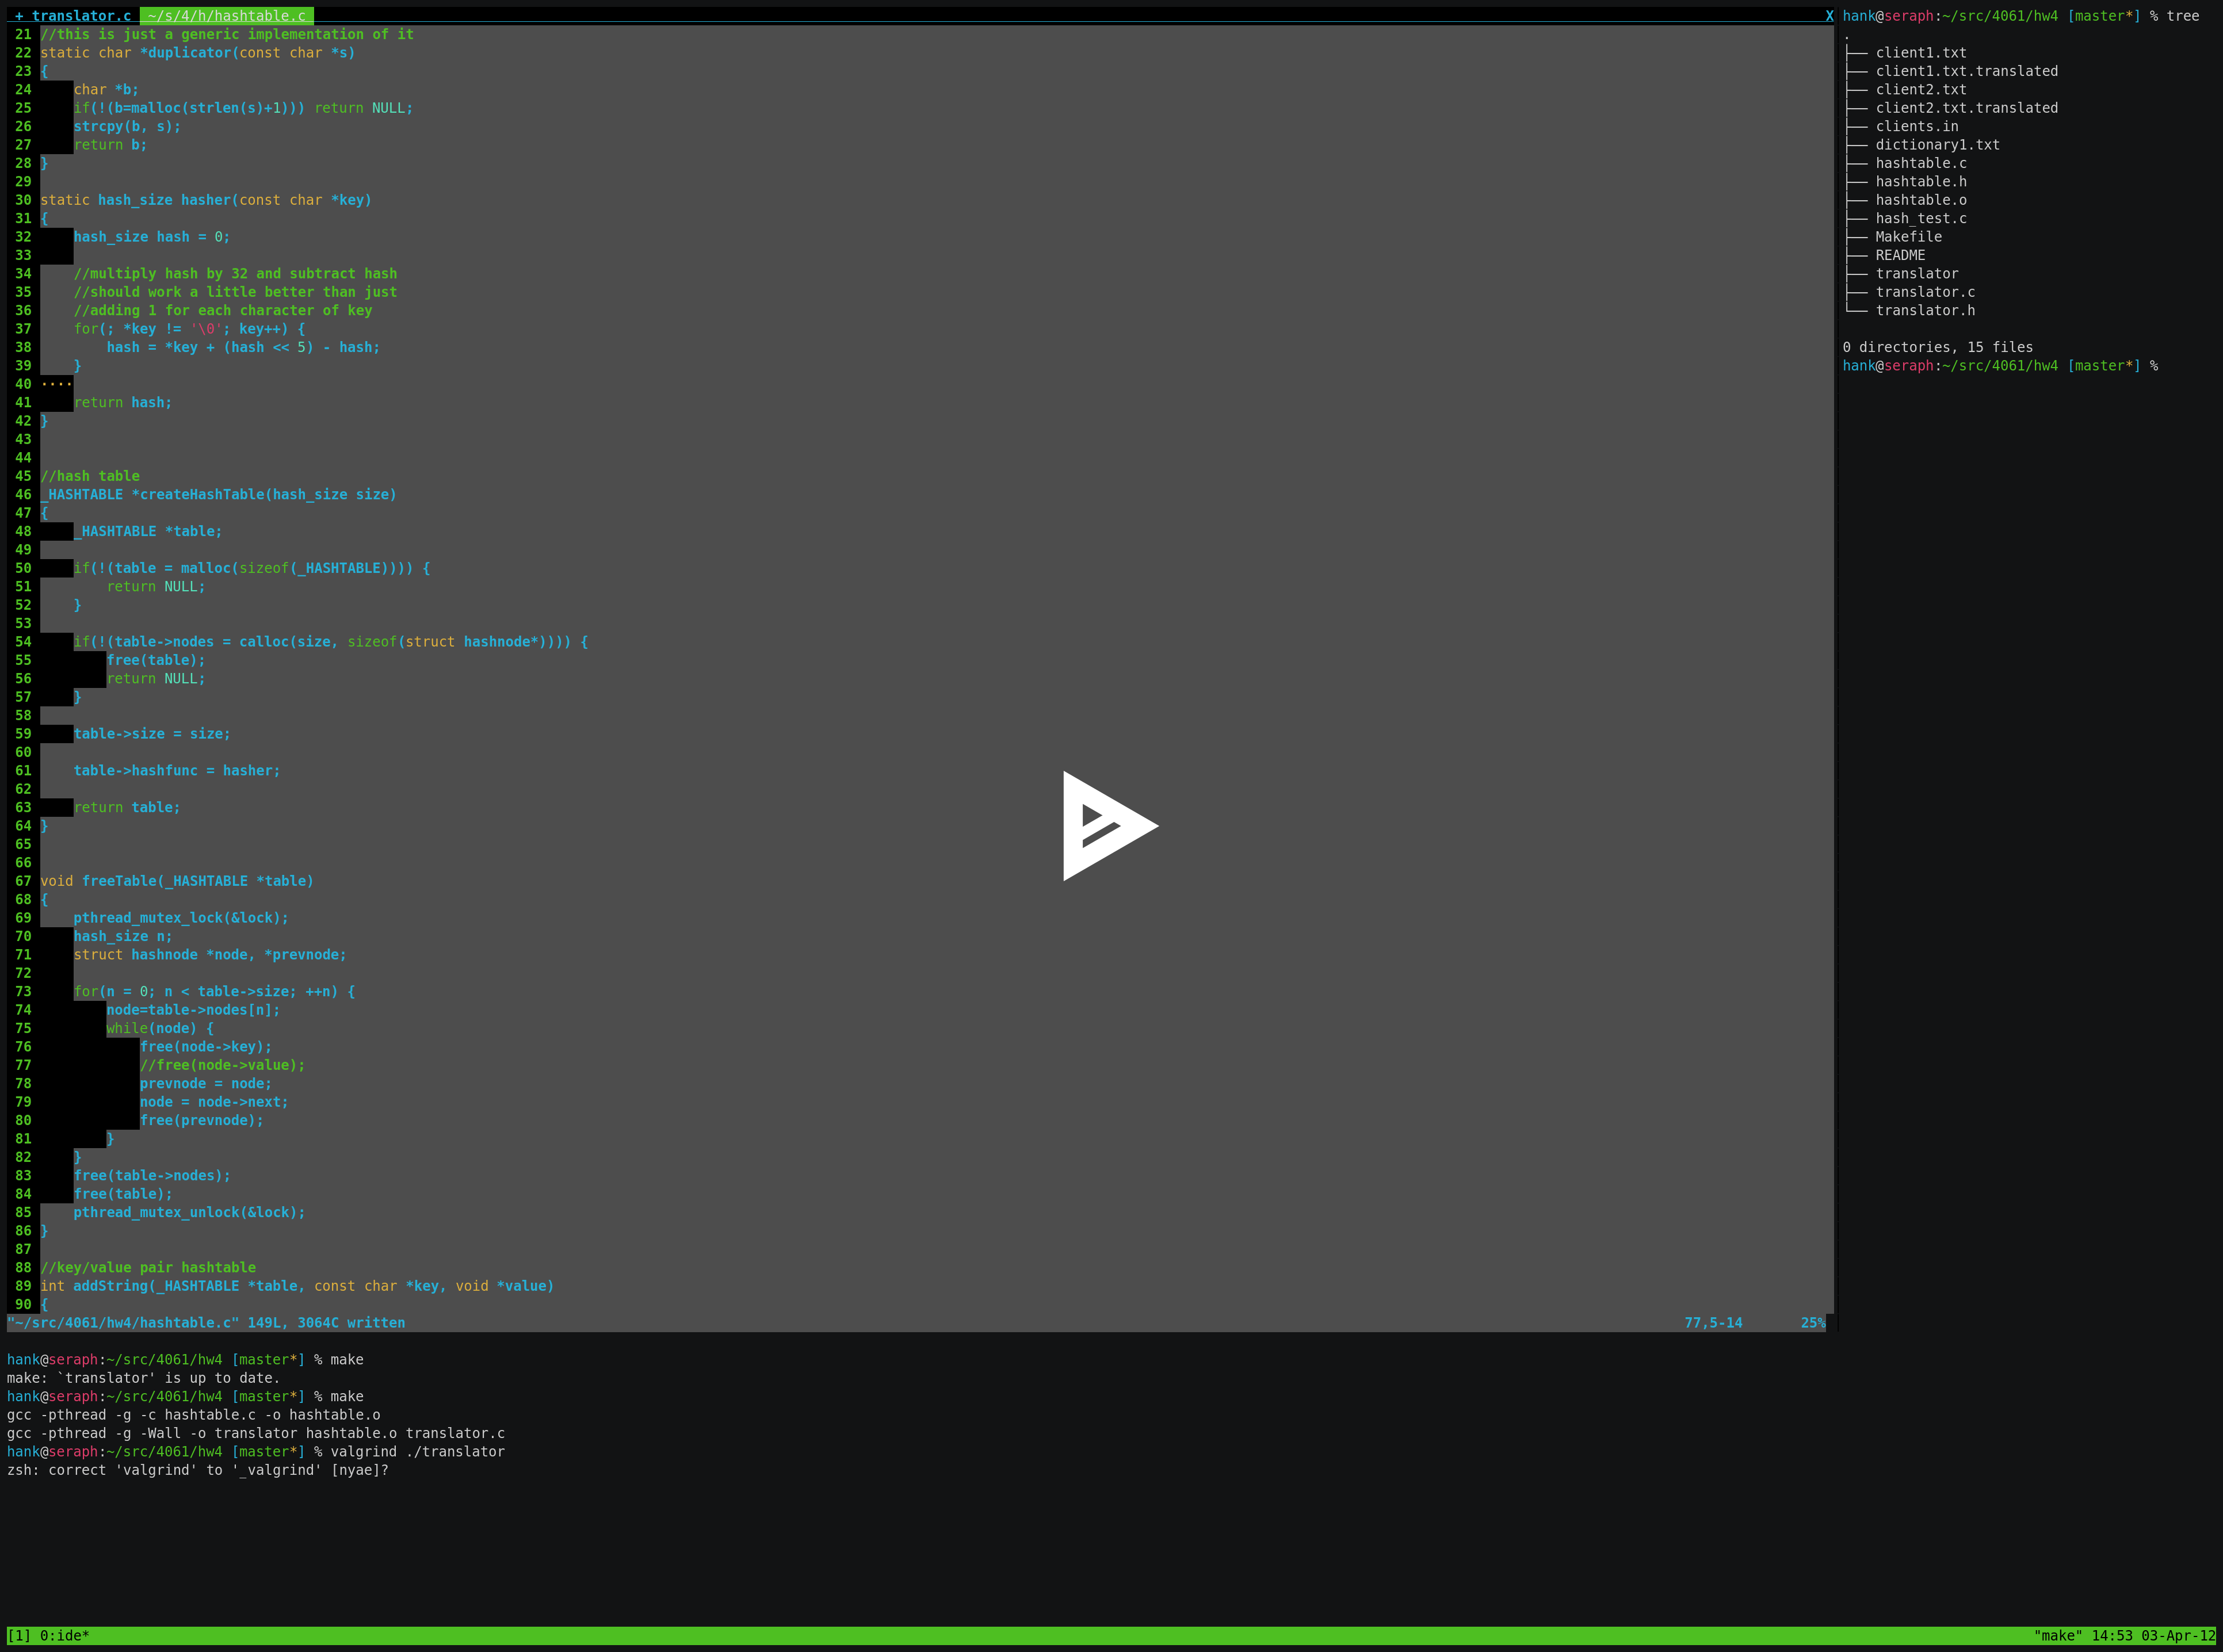 + translator.c  ~/s/4/h/hashtable.c X
21 //this is just a generic implementation of it
22 static char *duplicator(const char *s)
23 {
24     char *b;
25     if(!(b=malloc(strlen(s)+1))) return NULL;
26     strcpy(b, s);
27     return b;
28 }
29
30 static hash_size hasher(const char *key)
31 {
32     hash_size hash = 0;
33
34     //multiply hash by 32 and subtract hash
35     //should work a little better than just
36     //adding 1 for each character of key
37     for(; *key != '\0'; key++) {
38         hash = *key + (hash << 5) - hash;
39     }
40 ····
41     return hash;
42 }
43
44
45 //hash table
46 _HASHTABLE *createHashTable(hash_size size)
47 {
48     _HASHTABLE *table;
49
50     if(!(table = malloc(sizeof(_HASHTABLE)))) {
51         return NULL;
52     }
53
54     if(!(table->nodes = calloc(size, sizeof(struct hashnode*)))) {
55         free(table);
56         return NULL;
57     }
58
59     table->size = size;
60
61     table->hashfunc = hasher;
62
63     return table;
64 }
65
66
67 void freeTable(_HASHTABLE *table)
68 {
69     pthread_mutex_lock(&lock);
70     hash_size n;
71     struct hashnode *node, *prevnode;
72
73     for(n = 0; n < table->size; ++n) {
74         node=table->nodes[n];
75         while(node) {
76             free(node->key);
77             //free(node->value);
78             prevnode = node;
79             node = node->next;
80             free(prevnode);
81         }
82     }
83     free(table->nodes);
84     free(table);
85     pthread_mutex_unlock(&lock);
86 }
87
88 //key/value pair hashtable
89 int addString(_HASHTABLE *table, const char *key, void *value)
90 {
"~/src/4061/hw4/hashtable.c" 149L, 3064C written 77,5-14 25%
hank@seraph:~/src/4061/hw4 [master*] % tree
.
├── client1.txt
├── client1.txt.translated
├── client2.txt
├── client2.txt.translated
├── clients.in
├── dictionary1.txt
├── hashtable.c
├── hashtable.h
├── hashtable.o
├── hash_test.c
├── Makefile
├── README
├── translator
├── translator.c
└── translator.h
0 directories, 15 files
hank@seraph:~/src/4061/hw4 [master*] %
hank@seraph:~/src/4061/hw4 [master*] % make
make: `translator' is up to date.
hank@seraph:~/src/4061/hw4 [master*] % make
gcc -pthread -g -c hashtable.c -o hashtable.o
gcc -pthread -g -Wall -o translator hashtable.o translator.c
hank@seraph:~/src/4061/hw4 [master*] % valgrind ./translator
zsh: correct 'valgrind' to '_valgrind' [nyae]?
[1] 0:ide* "make" 14:53 03-Apr-12